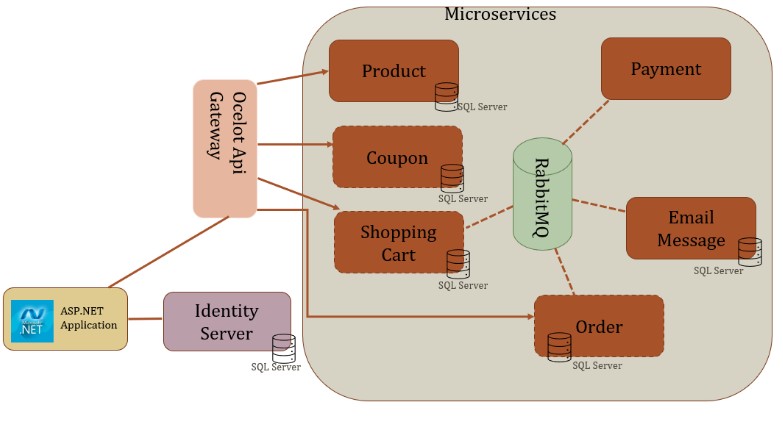 Microservices
Product
SQL Server
Payment
Ocelot Api
Gateway
Coupon
SQL Server
RabbitMQ
Shopping
Cart
SQL Server
Email
Message
SQL Server
.NET
ASP.NET
Application
Identity
Server
SQL Server
Order
SQL Server